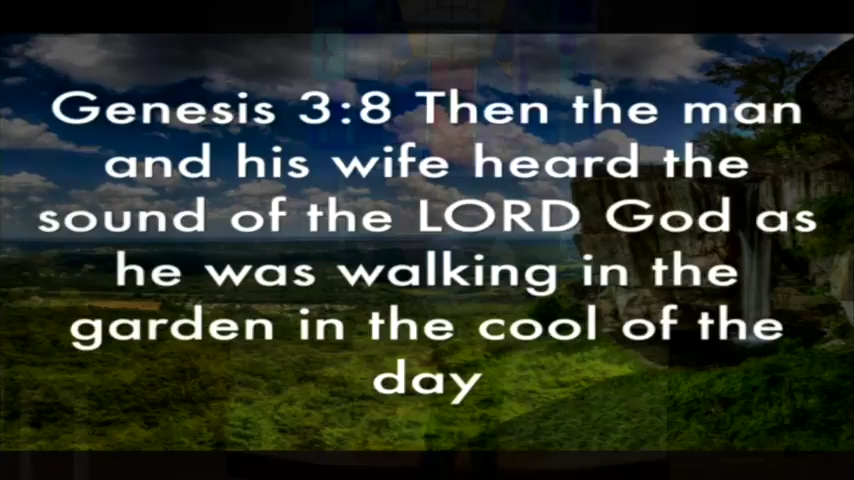 Genesis 3:8 Then the man
and his wife heard the
sound of the LORD God as
he was walking in the
garden in the cool of the
day